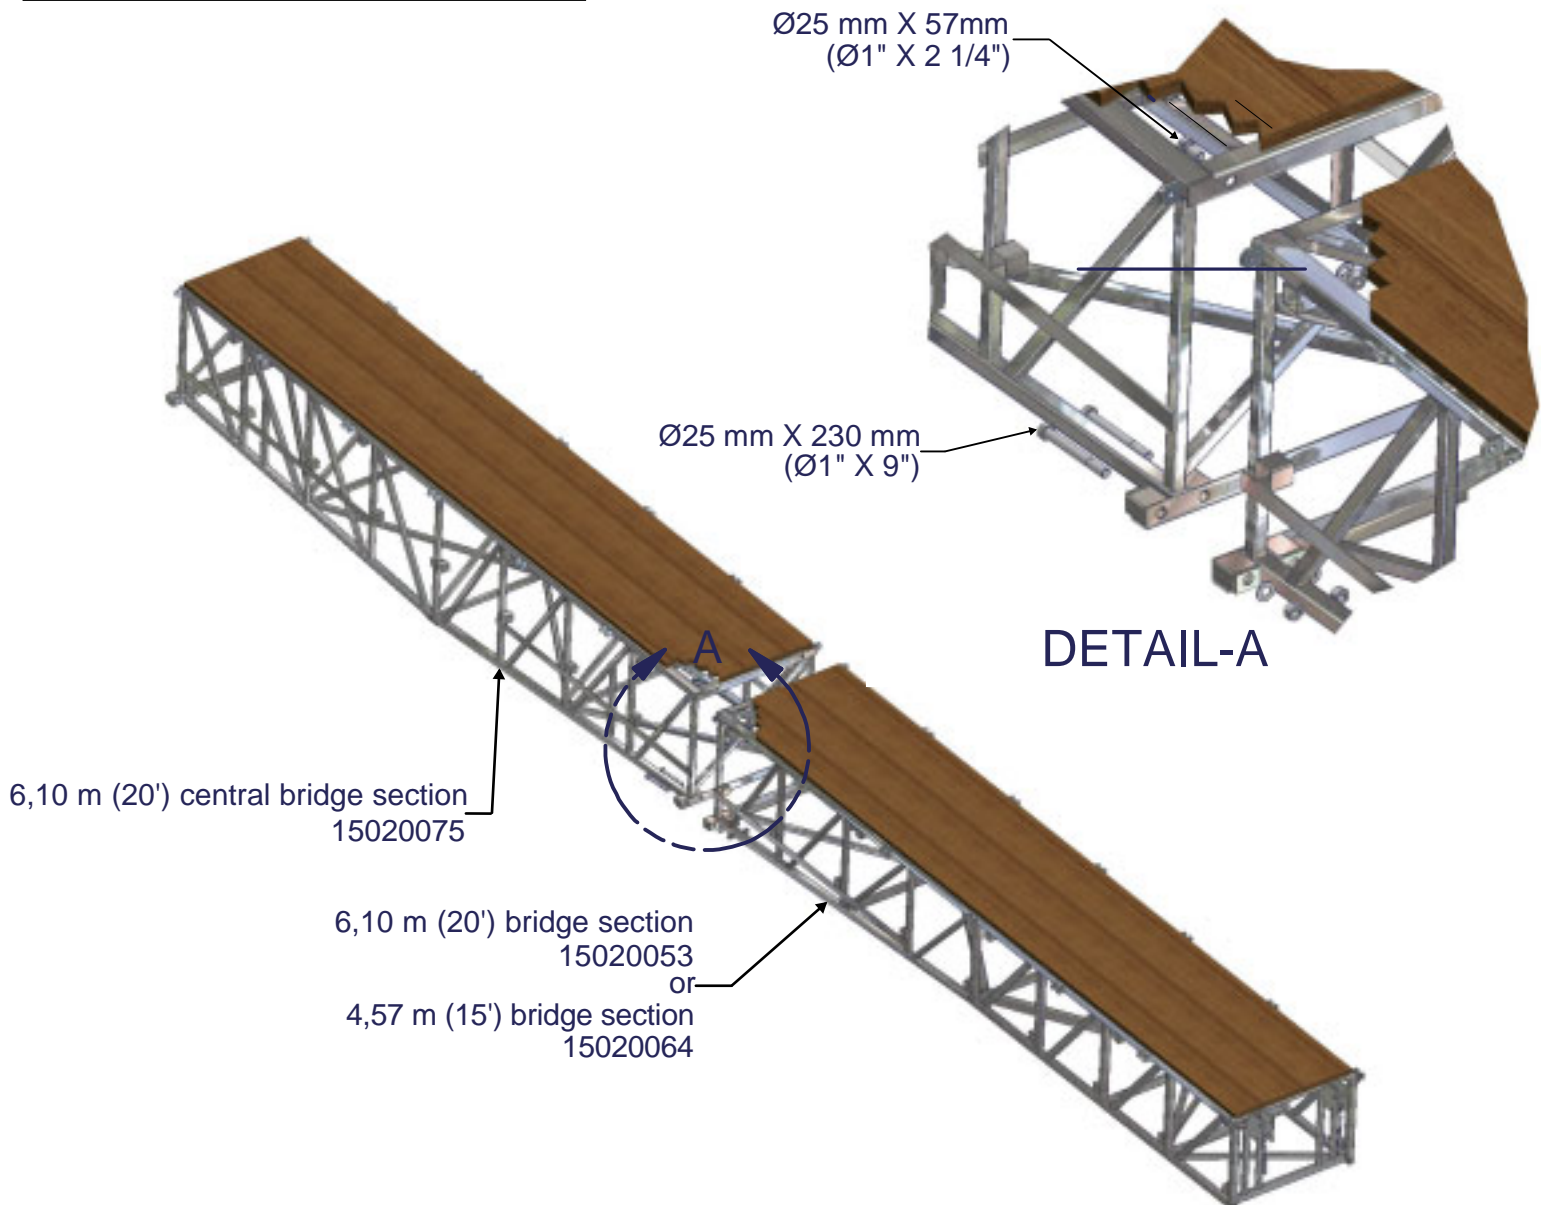 Ø25 mm X 57mm
(Ø1" X 2 1/4")
Ø25 mm X 230 mm
(Ø1" X 9")
DETAIL-A
A
6,10 m (20') central bridge section
15020075
6,10 m (20') bridge section
15020053
or
4,57 m (15') bridge section
15020064